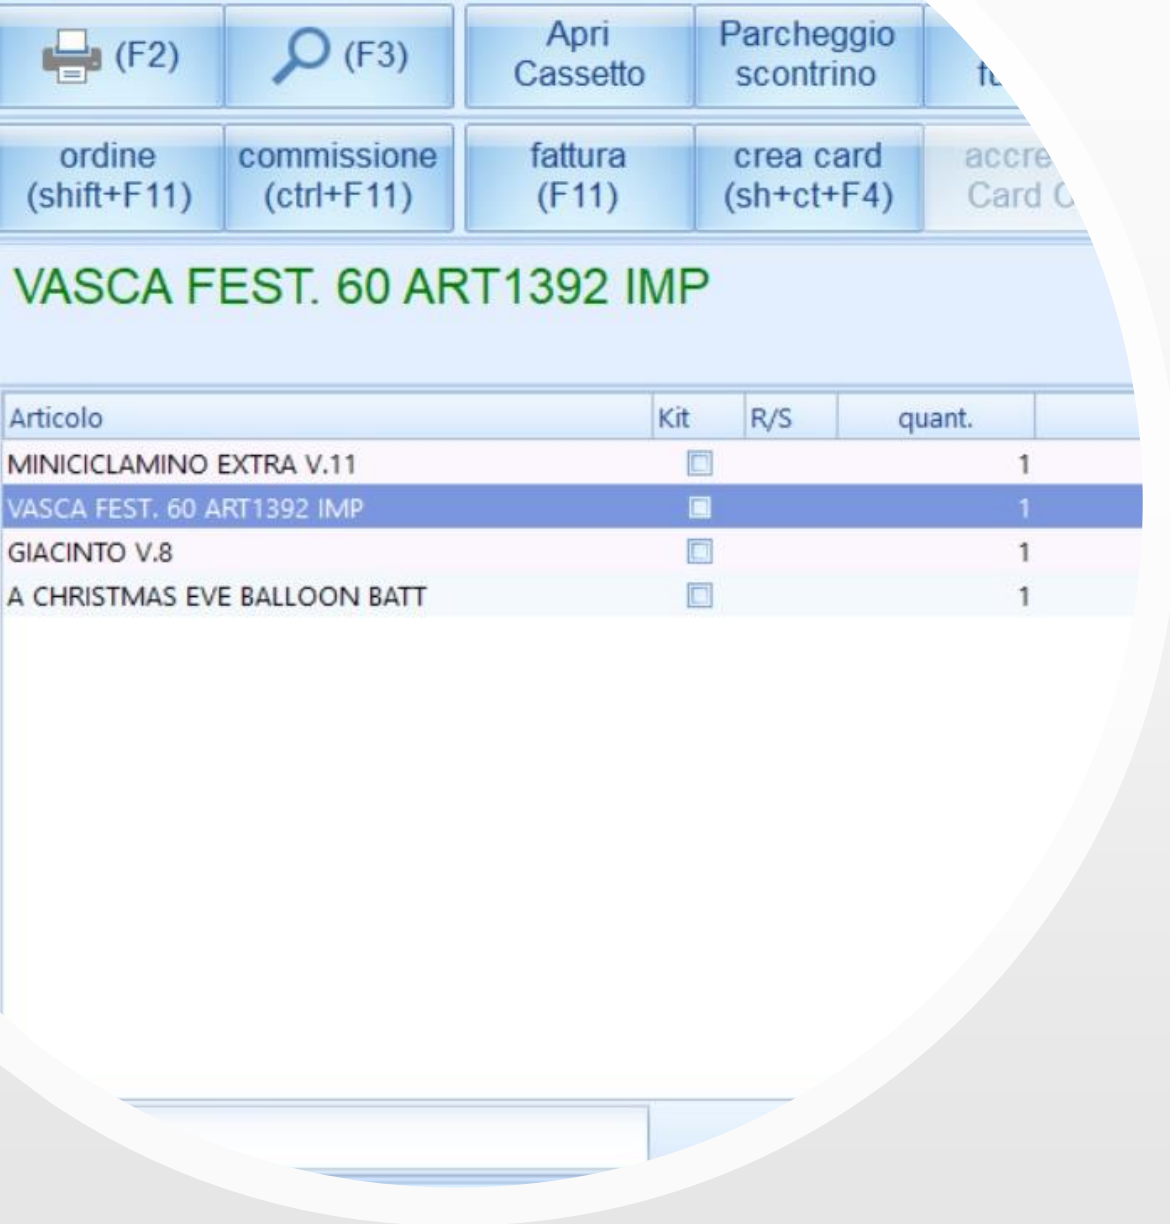 (F2) (F3) Apri Parcheggio
Cassetto scontrino
ordine commissione fattura crea card
(shift+F11) (ctrl+F11) (F11) (sh+ct+F4) Card
VASCA FEST. 60 ART1392 IMP
Articolo Kit R/S quant.
MINICICLAMINO EXTRA V.11 1
VASCA FEST. 60 ART1392 IMP 1
GIACINTO V.8 1
A CHRISTMAS EVE BALLOON BATT 1